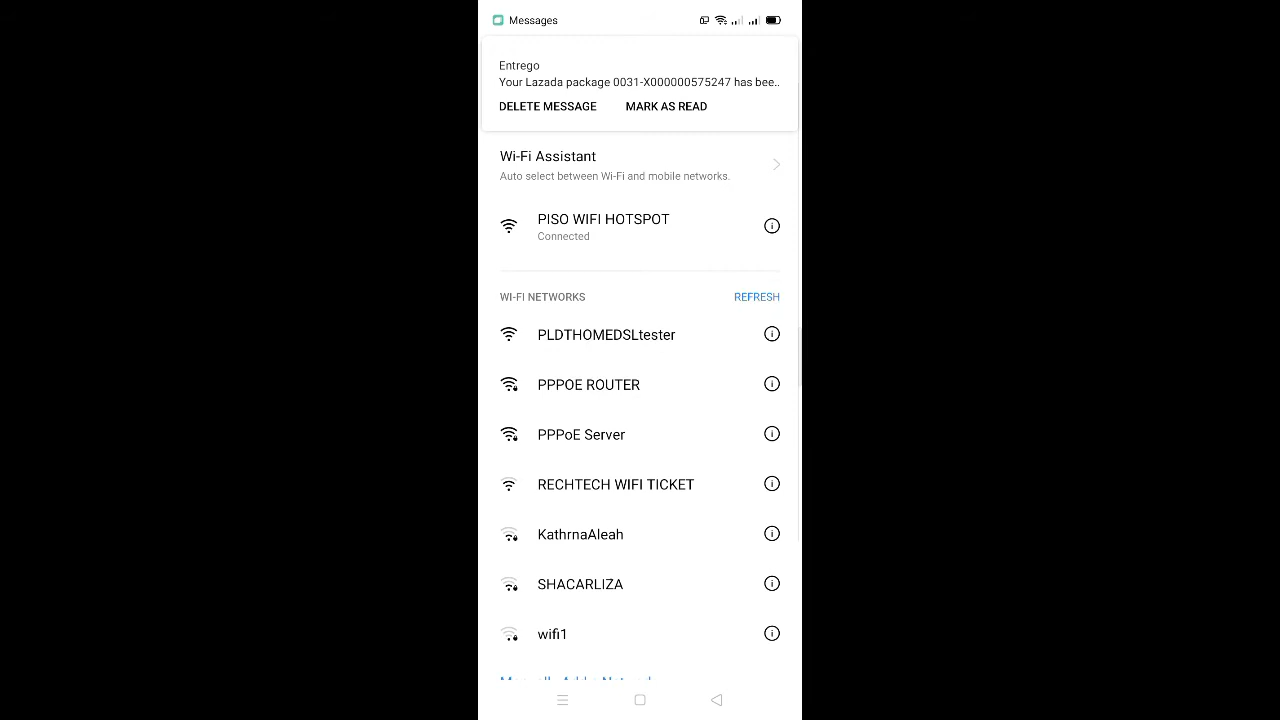 Messages
Entrego
Your Lazada package 0031-X000000575247 has bee..
DELETE MESSAGE MARK AS READ
Wi-Fi Assistant
Auto select between Wi-Fi and mobile networks.
PISO WIFI HOTSPOT
Connected
WI-FI NETWORKS REFRESH
PLDTHOMEDSLtester
PPPOE ROUTER
PPPoE Server
RECHTECH WIFI TICKET
KathrnaAleah
SHACARLIZA
wifi1